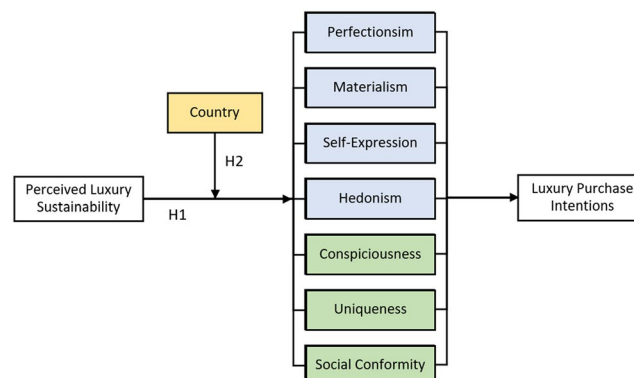 Perfectionsim
Materialism
Country
Self-Expression
H2
Perceived Luxury
Sustainability
H1
Hedonism
Luxury Purchase
Intentions
Conspiciousness
Uniqueness
Social Conformity